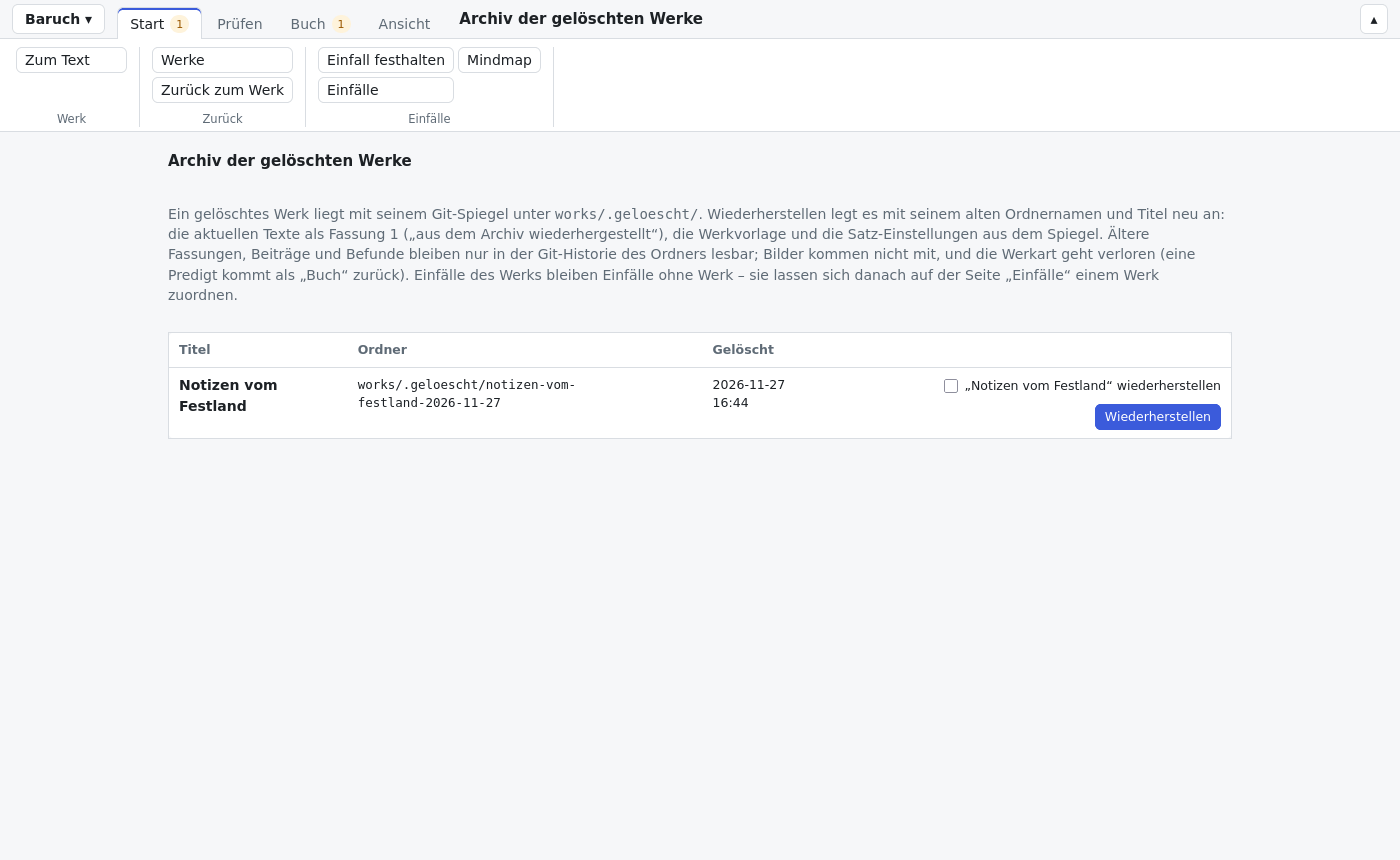 Baruch ▾
Start 1
Prüfen
Buch 1
Ansicht
Archiv der gelöschten Werke
▴
Zum Text
Werk
Werke
Zurück zum Werk
Zurück
Einfall festhalten
Mindmap
Einfälle
Einfälle
Archiv der gelöschten Werke
Ein gelöschtes Werk liegt mit seinem Git-Spiegel unter works/.geloescht/. Wiederherstellen legt es mit seinem alten Ordnernamen und Titel neu an:
die aktuellen Texte als Fassung 1 („aus dem Archiv wiederhergestellt“), die Werkvorlage und die Satz-Einstellungen aus dem Spiegel. Ältere
Fassungen, Beiträge und Befunde bleiben nur in der Git-Historie des Ordners lesbar; Bilder kommen nicht mit, und die Werkart geht verloren (eine
Predigt kommt als „Buch“ zurück). Einfälle des Werks bleiben Einfälle ohne Werk – sie lassen sich danach auf der Seite „Einfälle“ einem Werk
zuordnen.
Titel
Ordner
Gelöscht
Notizen vom
Festland
works/.geloescht/notizen-vom-
festland-2026-11-27
2026-11-27
16:44
„Notizen vom Festland“ wiederherstellen
Wiederherstellen